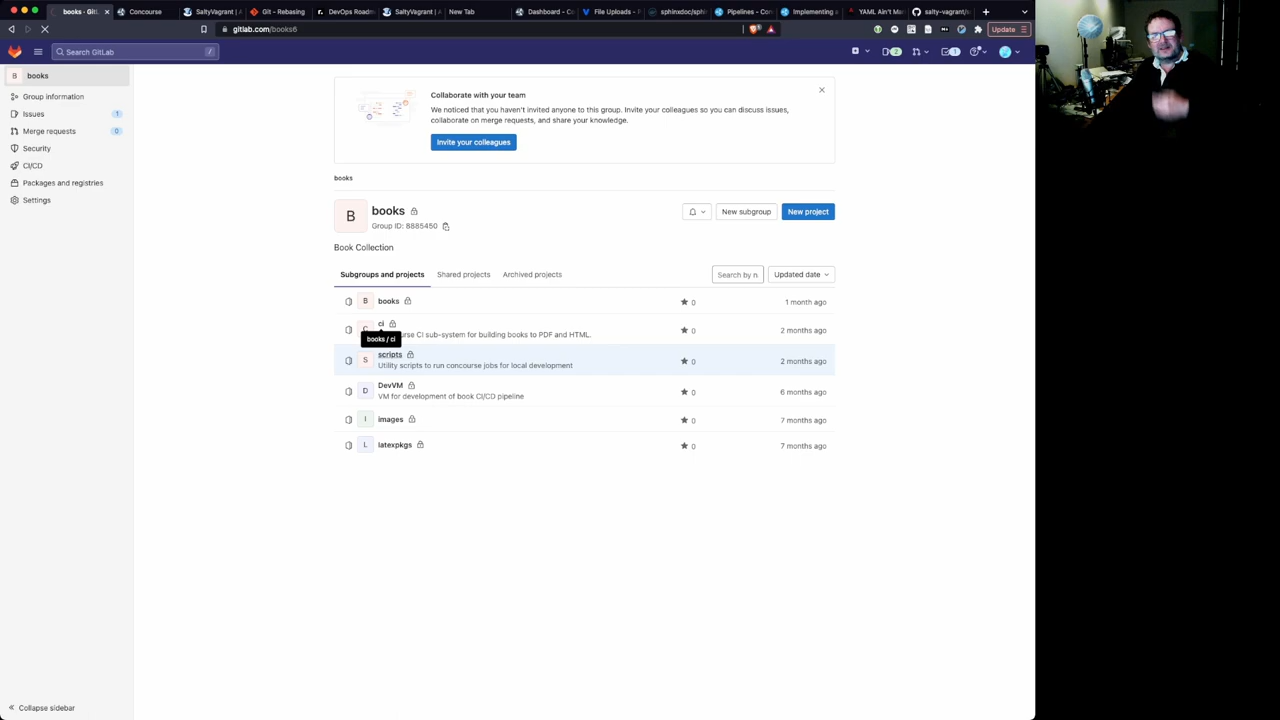 books · GitL
Concourse
SaltyVagrant | A
Git - Rebasing
DevOps Roadm
SaltyVagrant | A
New Tab
Dashboard - Co
File Uploads - P
sphinxdoc/sphi
Pipelines - Con
Implementing a
YAML Ain't Mar
salty-vagrant/s
gitlab.com/books6
Update
Search GitLab
/
2
1
B books
Group information
Issues 1
Merge requests 0
Security
CI/CD
Packages and registries
Settings
Collapse sidebar
Collaborate with your team
We noticed that you haven't invited anyone to this group. Invite your colleagues so you can discuss issues,
collaborate on merge requests, and share your knowledge.
Invite your colleagues
books
B
books
Group ID: 8885450
New subgroup
New project
Book Collection
Subgroups and projects
Shared projects
Archived projects
Search by n
Updated date
B books 0 1 month ago
ci
books / ci
urse CI sub-system for building books to PDF and HTML.
0 2 months ago
S scripts
Utility scripts to run concourse jobs for local development
0 2 months ago
D DevVM
VM for development of book CI/CD pipeline
0 6 months ago
I images 0 7 months ago
L latexpkgs 0 7 months ago